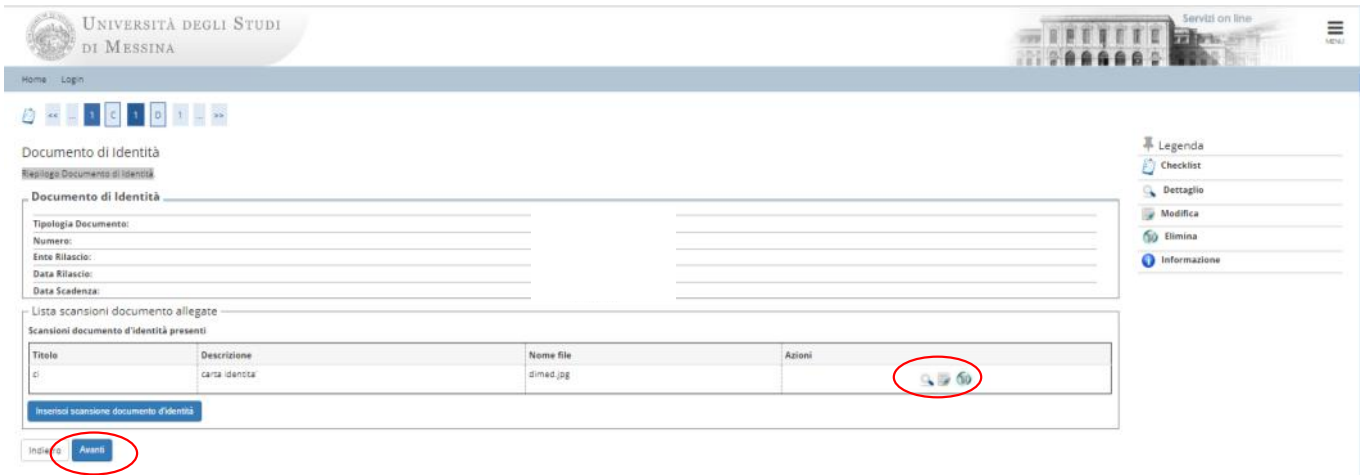 UNIVERSITÀ DEGLI STUDI
DI MESSINA
Servizi on line
MENU
Home Login
<< ... 1 C 1 D 1 ... >>
Documento di Identità
Riepilogo Documento di Identità
Documento di Identità
Tipologia Documento:
Numero:
Ente Rilascio:
Data Rilascio:
Data Scadenza:
Lista scansioni documento allegate
Scansioni documento d'identità presenti
Titolo Descrizione Nome file Azioni
ci carta identita' dimed.jpg
Inserisci scansione documento d'identità
Indietro Avanti
Legenda
Checklist
Dettaglio
Modifica
Elimina
Informazione